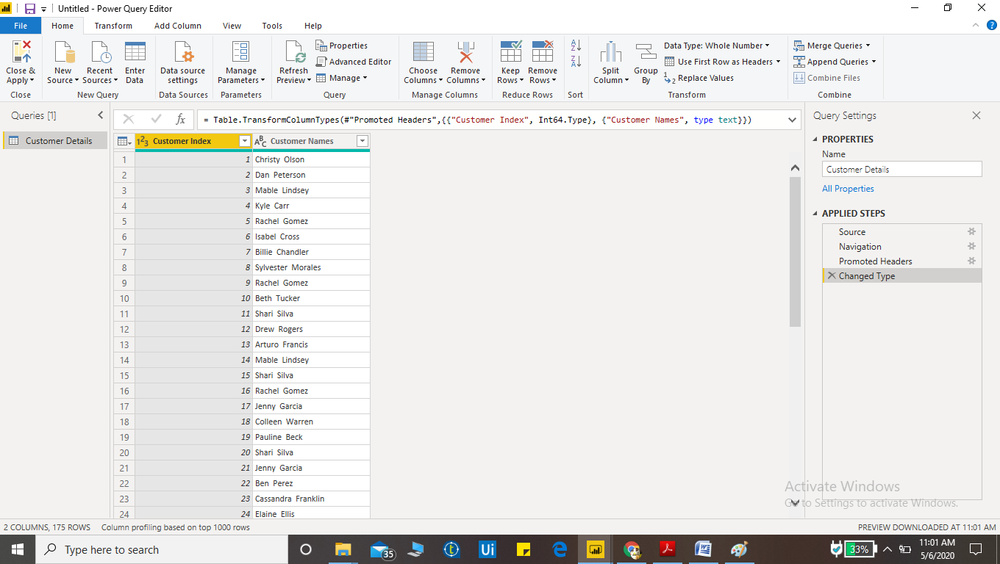 Untitled - Power Query Editor
File Home Transform Add Column View Tools Help
Close & Apply
New Source
Recent Sources
Enter Data
Data source settings
Manage Parameters
Refresh Preview
Properties
Advanced Editor
Manage
Choose Columns
Remove Columns
Keep Rows
Remove Rows
A
Z
Z
A
Split Column
Group By
Data Type: Whole Number
Use First Row as Headers
1 2 Replace Values
Merge Queries
Append Queries
Combine Files
Close New Query Data Sources Parameters Query Manage Columns Reduce Rows Sort Transform Combine
Queries [1]
Customer Details
fx = Table.TransformColumnTypes(#"Promoted Headers",{{"Customer Index", Int64.Type}, {"Customer Names", type text}})
123 Customer Index ABC Customer Names
1 1 Christy Olson
2 2 Dan Peterson
3 3 Mable Lindsey
4 4 Kyle Carr
5 5 Rachel Gomez
6 6 Isabel Cross
7 7 Billie Chandler
8 8 Sylvester Morales
9 9 Rachel Gomez
10 10 Beth Tucker
11 11 Shari Silva
12 12 Drew Rogers
13 13 Arturo Francis
14 14 Mable Lindsey
15 15 Shari Silva
16 16 Rachel Gomez
17 17 Jenny Garcia
18 18 Colleen Warren
19 19 Pauline Beck
20 20 Shari Silva
21 21 Jenny Garcia
22 22 Ben Perez
23 23 Cassandra Franklin
24 24 Elaine Ellis
Query Settings
PROPERTIES
Name
Customer Details
All Properties
APPLIED STEPS
Source
Navigation
Promoted Headers
Changed Type
Activate Windows
Go to Settings to activate Windows.
2 COLUMNS, 175 ROWS Column profiling based on top 1000 rows
PREVIEW DOWNLOADED AT 11:01 AM
Type here to search
35
Ui
33%
11:01 AM
5/6/2020